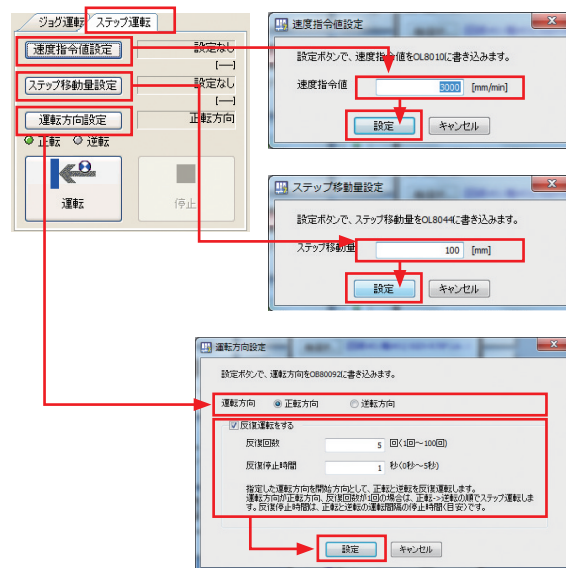 ジョグ運転 ステップ運転
速度指令値設定 設定なし
[―]
ステップ移動量設定 設定なし
[―]
運転方向設定 正転方向
正転 逆転
運転 停止
速度指令値設定
設定ボタンで、速度指令値をOL8010に書き込みます。
速度指令値 3000 [mm/min]
設定 キャンセル
ステップ移動量設定
設定ボタンで、ステップ移動量をOL8044に書き込みます。
ステップ移動量 100 [mm]
設定 キャンセル
運転方向設定
設定ボタンで、運転方向をOB80092に書き込みます。
運転方向 正転方向 逆転方向
反復運転をする
反復回数 5 回(1回～100回)
反復停止時間 1 秒(0秒～5秒)
指定した運転方向を開始方向として、正転と逆転を反復運転します。
運転方向が正転方向、反復回数が1回の場合は、正転->逆転の順でステップ運転しま
す。反復停止時間は、正転と逆転の運転間隔の停止時間(目安)です。
設定 キャンセル